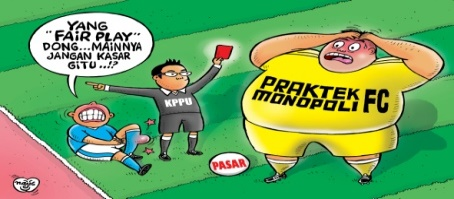 YANG
"FAIR PLAY"
DONG...MAINNYA
JANGAN KASAR
GITU..!?
KPPU
PRAKTEK
MONOPOLI FC
PASAR